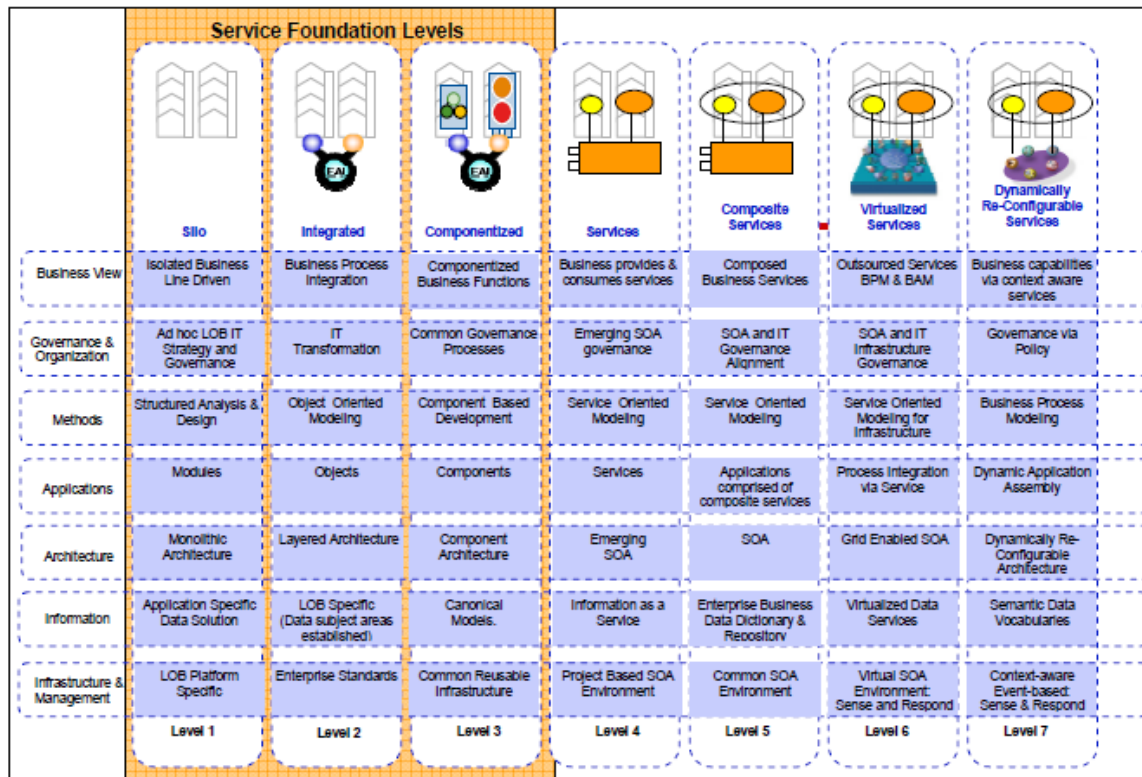 Service Foundation Levels
EAI
EAI
Silo
Integrated
Componentized
Services
Composite
Services
Virtualized
Services
Dynamically
Re-Configurable
Services
Business View
Isolated Business
Line Driven
Business Process
Integration
Componentized
Business Functions
Business provides &
consumes services
Composed
Business Services
Outsourced Services
BPM & BAM
Business capabilities
via context aware
services
Governance &
Organization
Ad hoc LOB IT
Strategy and
Governance
IT
Transformation
Common Governance
Processes
Emerging SOA
governance
SOA and IT
Governance
Alignment
SOA and IT
Infrastructure
Governance
Governance via
Policy
Methods
Structured Analysis &
Design
Object Oriented
Modeling
Component Based
Development
Service Oriented
Modeling
Service Oriented
Modeling
Service Oriented
Modeling for
Infrastructure
Business Process
Modeling
Applications
Modules
Objects
Components
Services
Applications
comprised of
composite services
Process Integration
via Service
Dynamic Application
Assembly
Architecture
Monolithic
Architecture
Layered Architecture
Component
Architecture
Emerging
SOA
SOA
Grid Enabled SOA
Dynamically Re-
Configurable
Architecture
Information
Application Specific
Data Solution
LOB Specific
(Data subject areas
established)
Canonical
Models.
Information as a
Service
Enterprise Business
Data Dictionary &
Repository
Virtualized Data
Services
Semantic Data
Vocabularies
Infrastructure &
Management
LOB Platform
Specific
Enterprise Standards
Common Reusable
Infrastructure
Project Based SOA
Environment
Common SOA
Environment
Virtual SOA
Environment:
Sense and Respond
Context-aware
Event-based:
Sense & Respond
Level 1
Level 2
Level 3
Level 4
Level 5
Level 6
Level 7